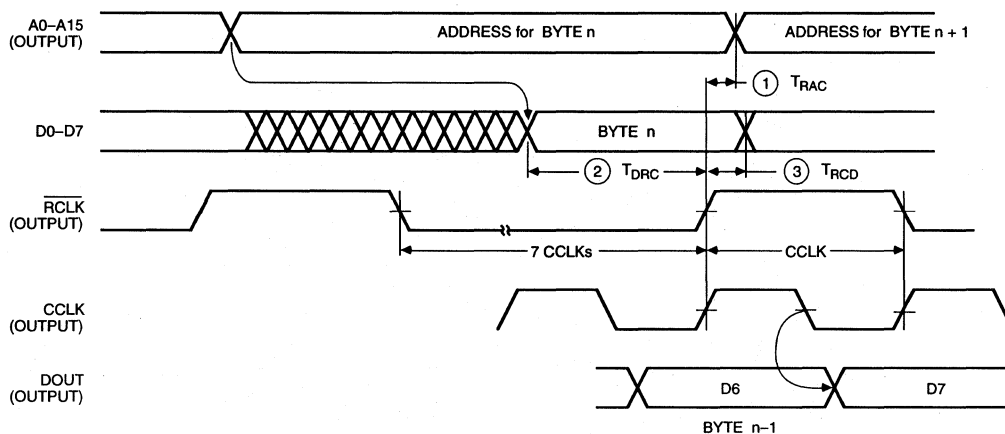 A0–A15
(OUTPUT)
ADDRESS for BYTE n
ADDRESS for BYTE n + 1
① TRAC
D0–D7
BYTE n
② TDRC
③ TRCD
RCLK
(OUTPUT)
7 CCLKs
CCLK
CCLK
(OUTPUT)
DOUT
(OUTPUT)
D6
D7
BYTE n–1